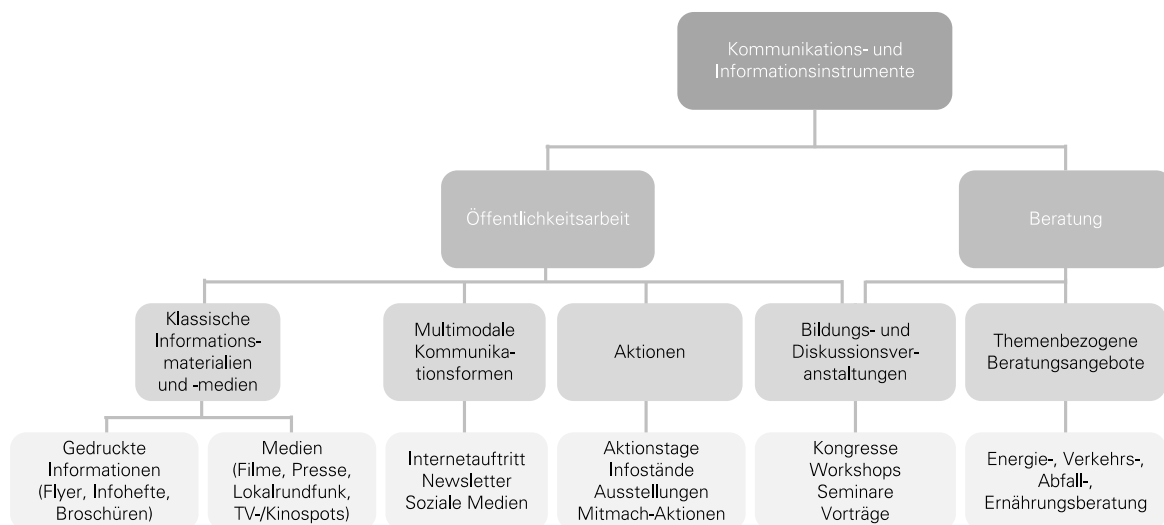 Kommunikations- und
Informationsinstrumente
Öffentlichkeitsarbeit
Beratung
Klassische
Informations-
materialien
und -medien
Multimodale
Kommunika-
tionsformen
Aktionen
Bildungs- und
Diskussionsver-
anstaltungen
Themenbezogene
Beratungsangebote
Gedruckte
Informationen
(Flyer, Infohefte,
Broschüren)
Medien
(Filme, Presse,
Lokalrundfunk,
TV-/Kinospots)
Internetauftritt
Newsletter
Soziale Medien
Aktionstage
Infostände
Ausstellungen
Mitmach-Aktionen
Kongresse
Workshops
Seminare
Vorträge
Energie-, Verkehrs-,
Abfall-,
Ernährungsberatung